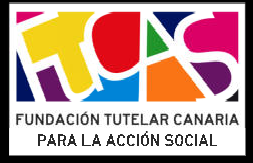 FTCAS
FUNDACIÓN TUTELAR CANARIA
PARA LA ACCIÓN SOCIAL